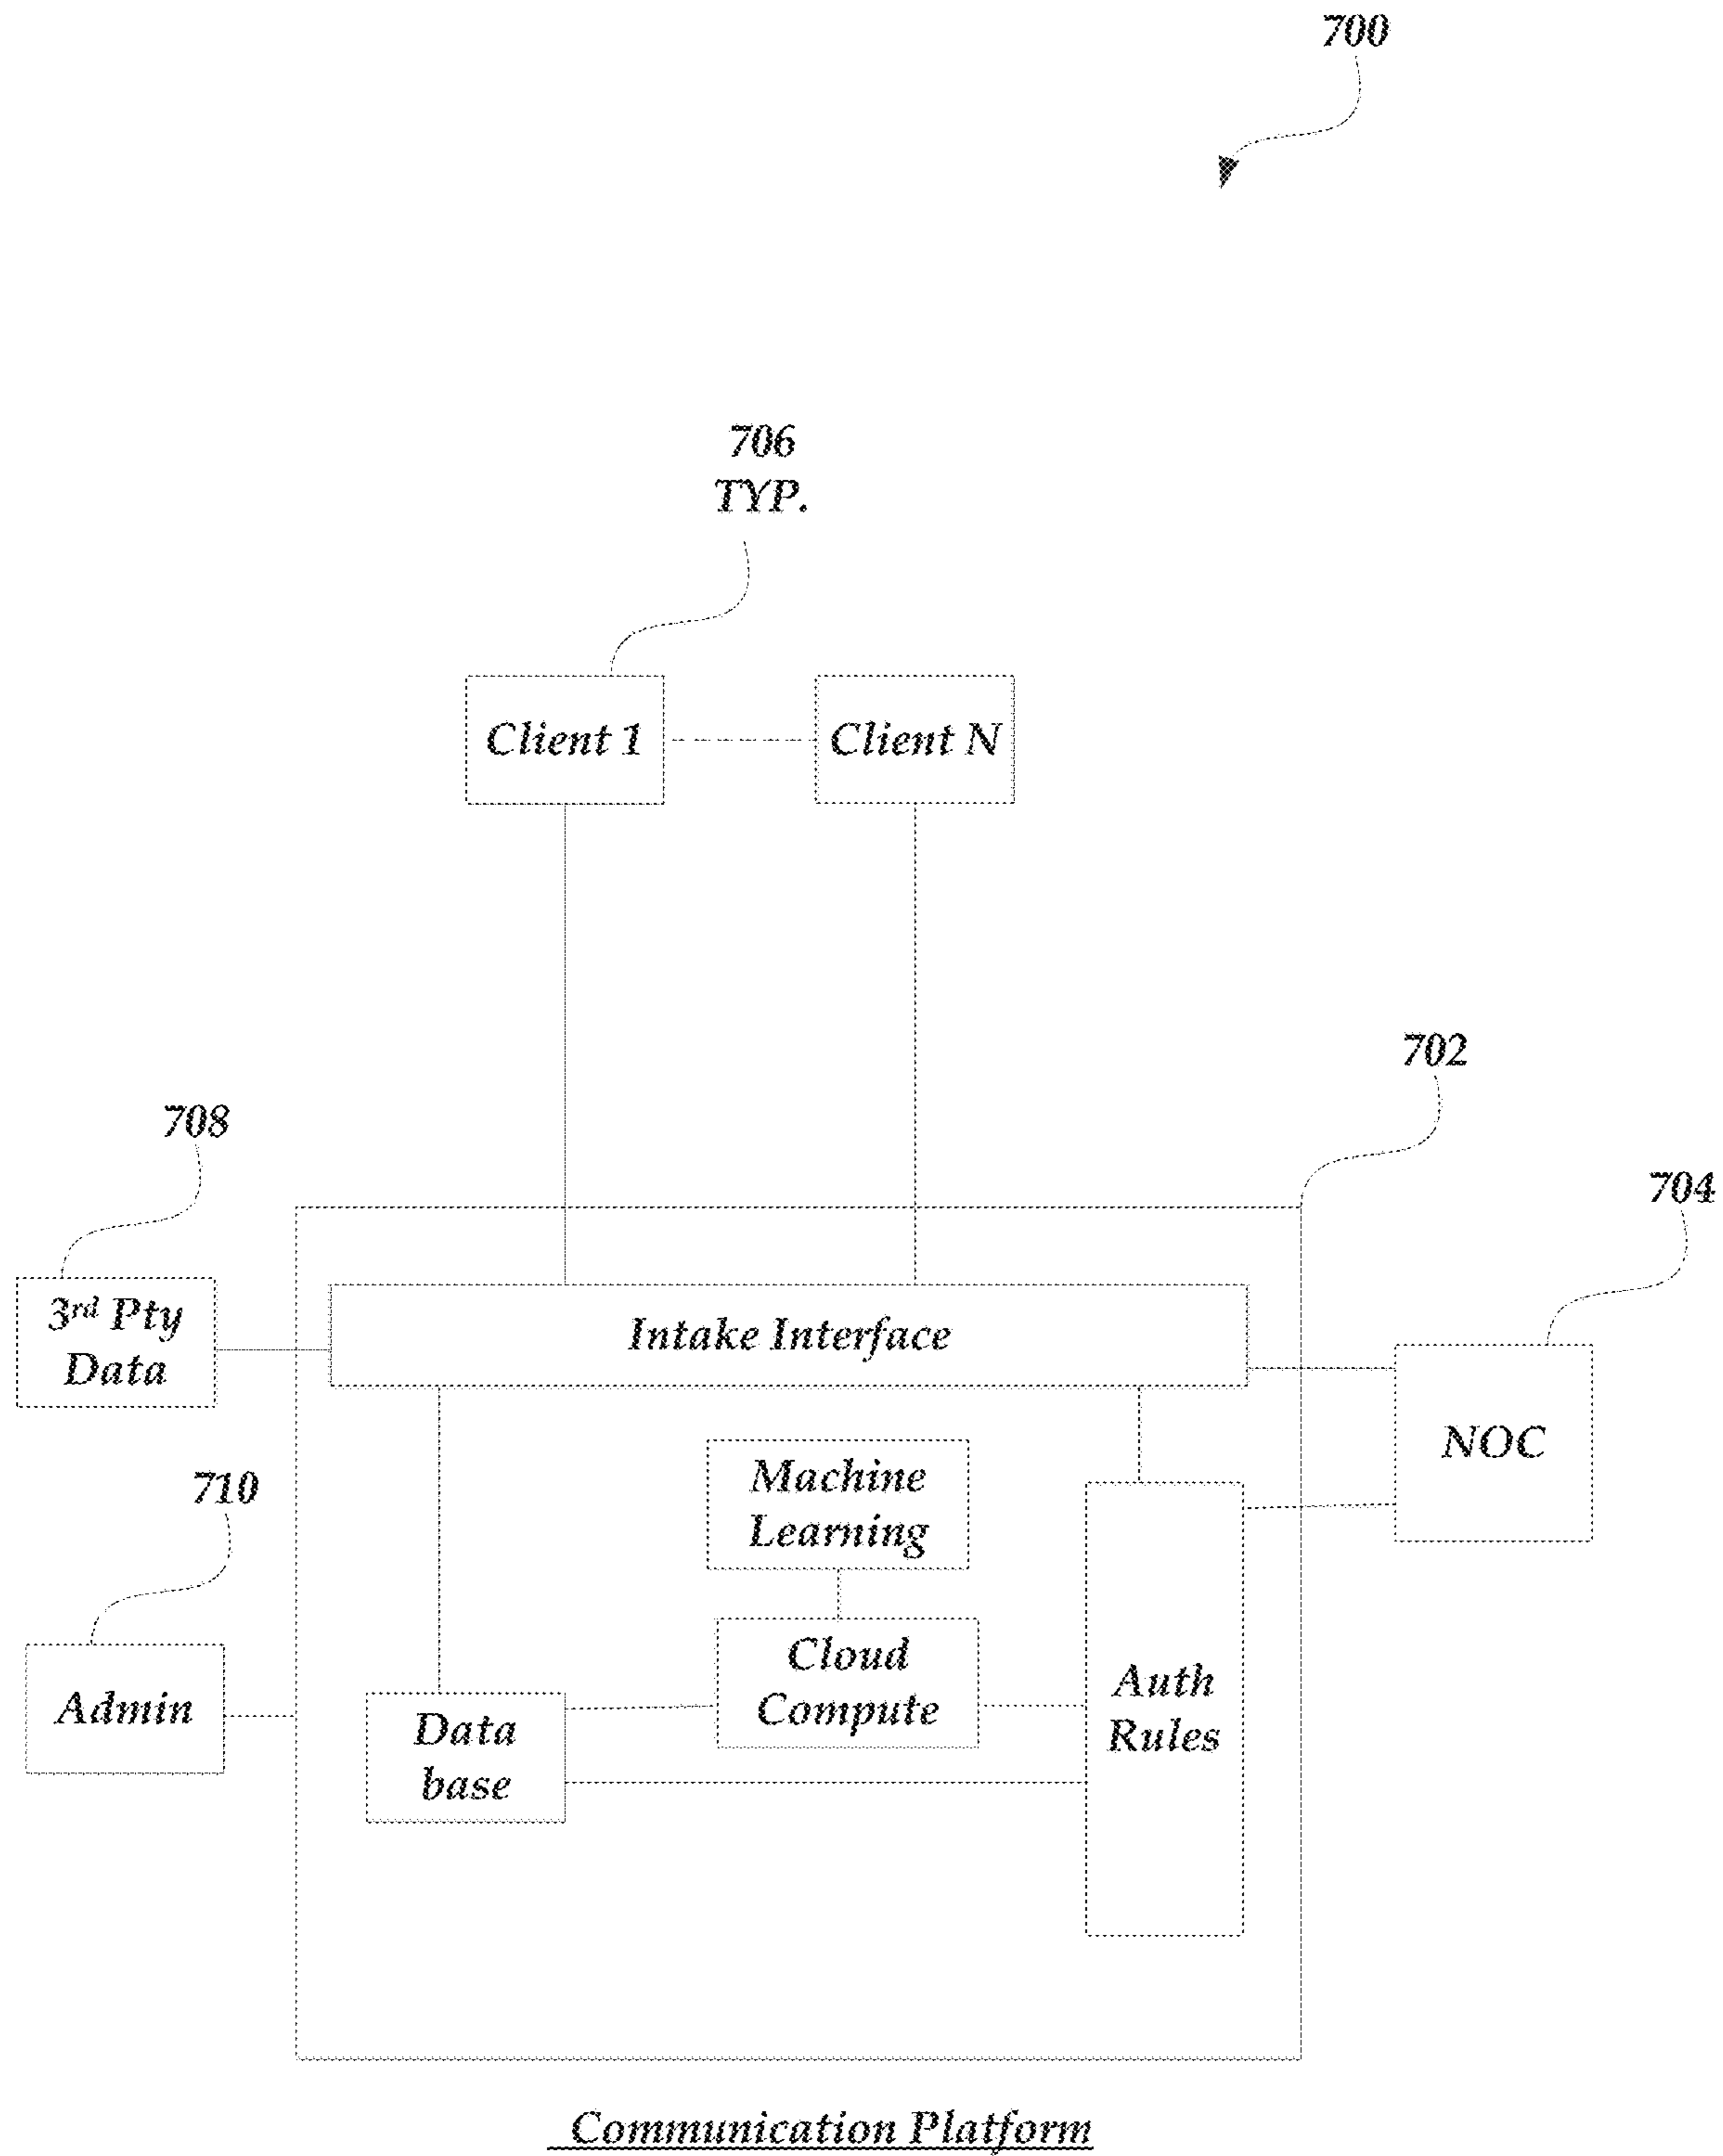 700
706
TYP.
Client 1
Client N
702
708
704
3rd Pty
Data
Intake Interface
NOC
710
Machine
Learning
Admin
Data
base
Cloud
Compute
Auth
Rules
Communication Platform